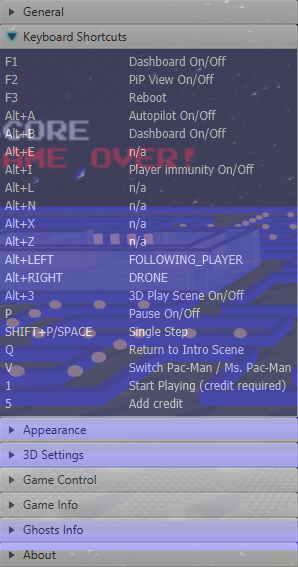 General
Keyboard Shortcuts
F1 Dashboard On/Off
F2 PiP View On/Off
F3 Reboot
Alt+A Autopilot On/Off
Alt+B Dashboard On/Off
SCORE
Alt+E n/a
GAME OVER!
Alt+I Player immunity On/Off
Alt+L n/a
Alt+N n/a
Alt+X n/a
Alt+Z n/a
Alt+LEFT FOLLOWING_PLAYER
Alt+RIGHT DRONE
Alt+3 3D Play Scene On/Off
P Pause On/Off
SHIFT+P/SPACE Single Step
Q Return to Intro Scene
V Switch Pac-Man / Ms. Pac-Man
1 Start Playing (credit required)
5 Add credit
Appearance
3D Settings
Game Control
Game Info
Ghosts Info
About